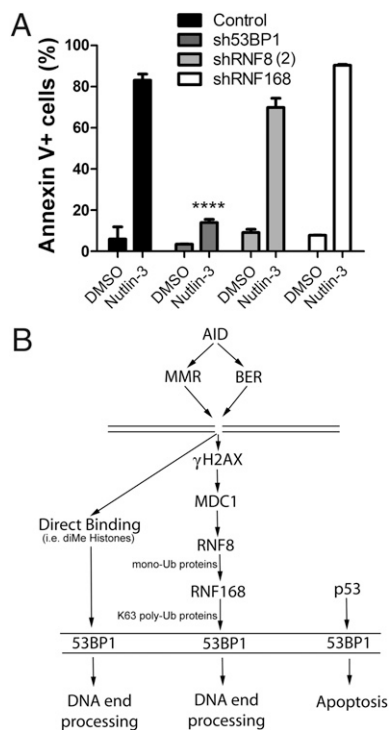 A
Control
sh53BP1
shRNF8 (2)
shRNF168
Annexin V+ cells (%)
100
80
60
40
20
0
****
DMSO
Nutlin-3
DMSO
Nutlin-3
DMSO
Nutlin-3
DMSO
Nutlin-3
B
AID
MMR BER
γH2AX
MDC1
Direct Binding
(i.e. diMe Histones)
RNF8
mono-Ub proteins
RNF168 p53
K63 poly-Ub proteins
53BP1 53BP1 53BP1
DNA end DNA end Apoptosis
processing processing